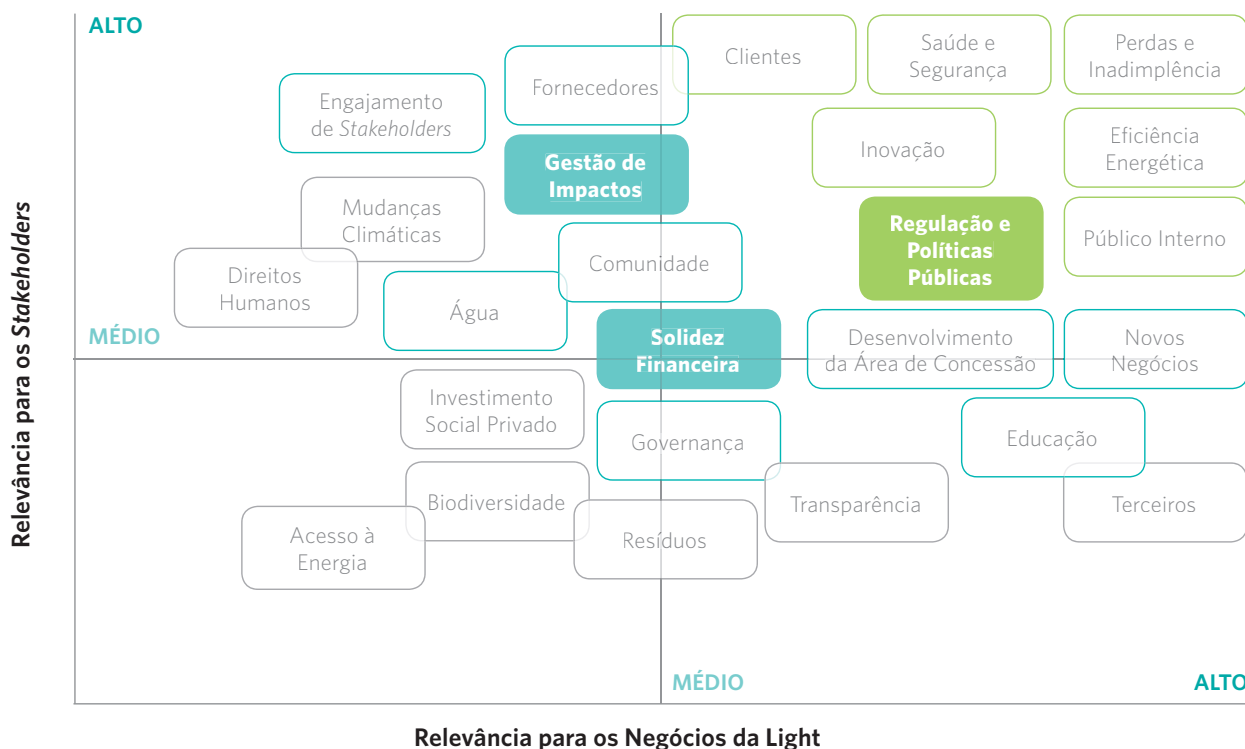 ALTO
Clientes
Saúde e
Segurança
Perdas e
Inadimplência
Fornecedores
Engajamento
de Stakeholders
Inovação
Eficiência
Energética
Gestão de
Impactos
Mudanças
Climáticas
Regulação e
Políticas
Públicas
Público Interno
Comunidade
Direitos
Humanos
Água
MÉDIO
Solidez
Financeira
Desenvolvimento
da Área de Concessão
Novos
Negócios
Investimento
Social Privado
Governança
Educação
Biodiversidade
Transparência
Terceiros
Acesso à
Energia
Resíduos
MÉDIO
ALTO
Relevância para os Stakeholders
Relevância para os Negócios da Light